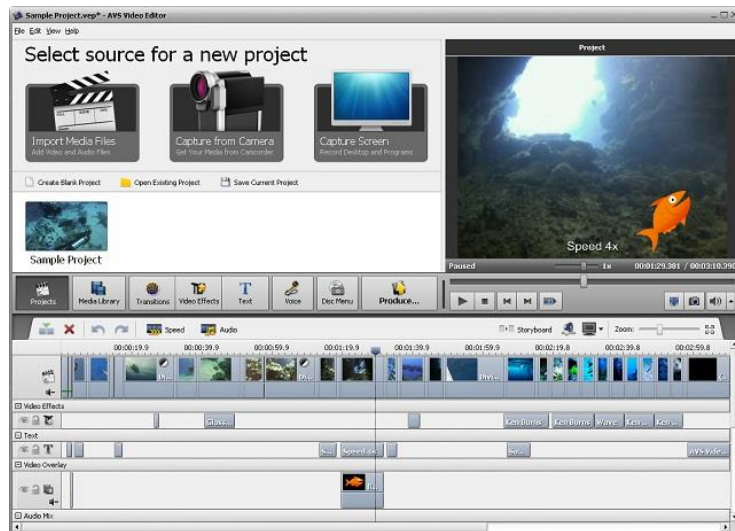 Sample Project.vep* - AVS Video Editor
File Edit View Help
Select source for a new project
Import Media Files
Add Video and Audio Files
Capture from Camera
Get Your Media from Camcorder
Capture Screen
Record Desktop and Programs
Create Blank Project
Open Existing Project
Save Current Project
Sample Project
Project
Speed 4x
Paused
1x
00:01:29.381 / 00:03:10.390
Projects
Media Library
Transitions
Video Effects
Text
Voice
Disc Menu
Produce...
Speed
Audio
Storyboard
Zoom:
00:00:19.9 00:00:39.9 00:00:59.9 00:01:19.9 00:01:39.9 00:01:59.9 00:02:19.8 00:02:39.8 00:02:59.8
Video Effects
Ken Burns Ken Burns Wave Ken ... Ken ...
Text
S... Speed 4x So... AVS Vide...
Video Overlay
Audio Mix